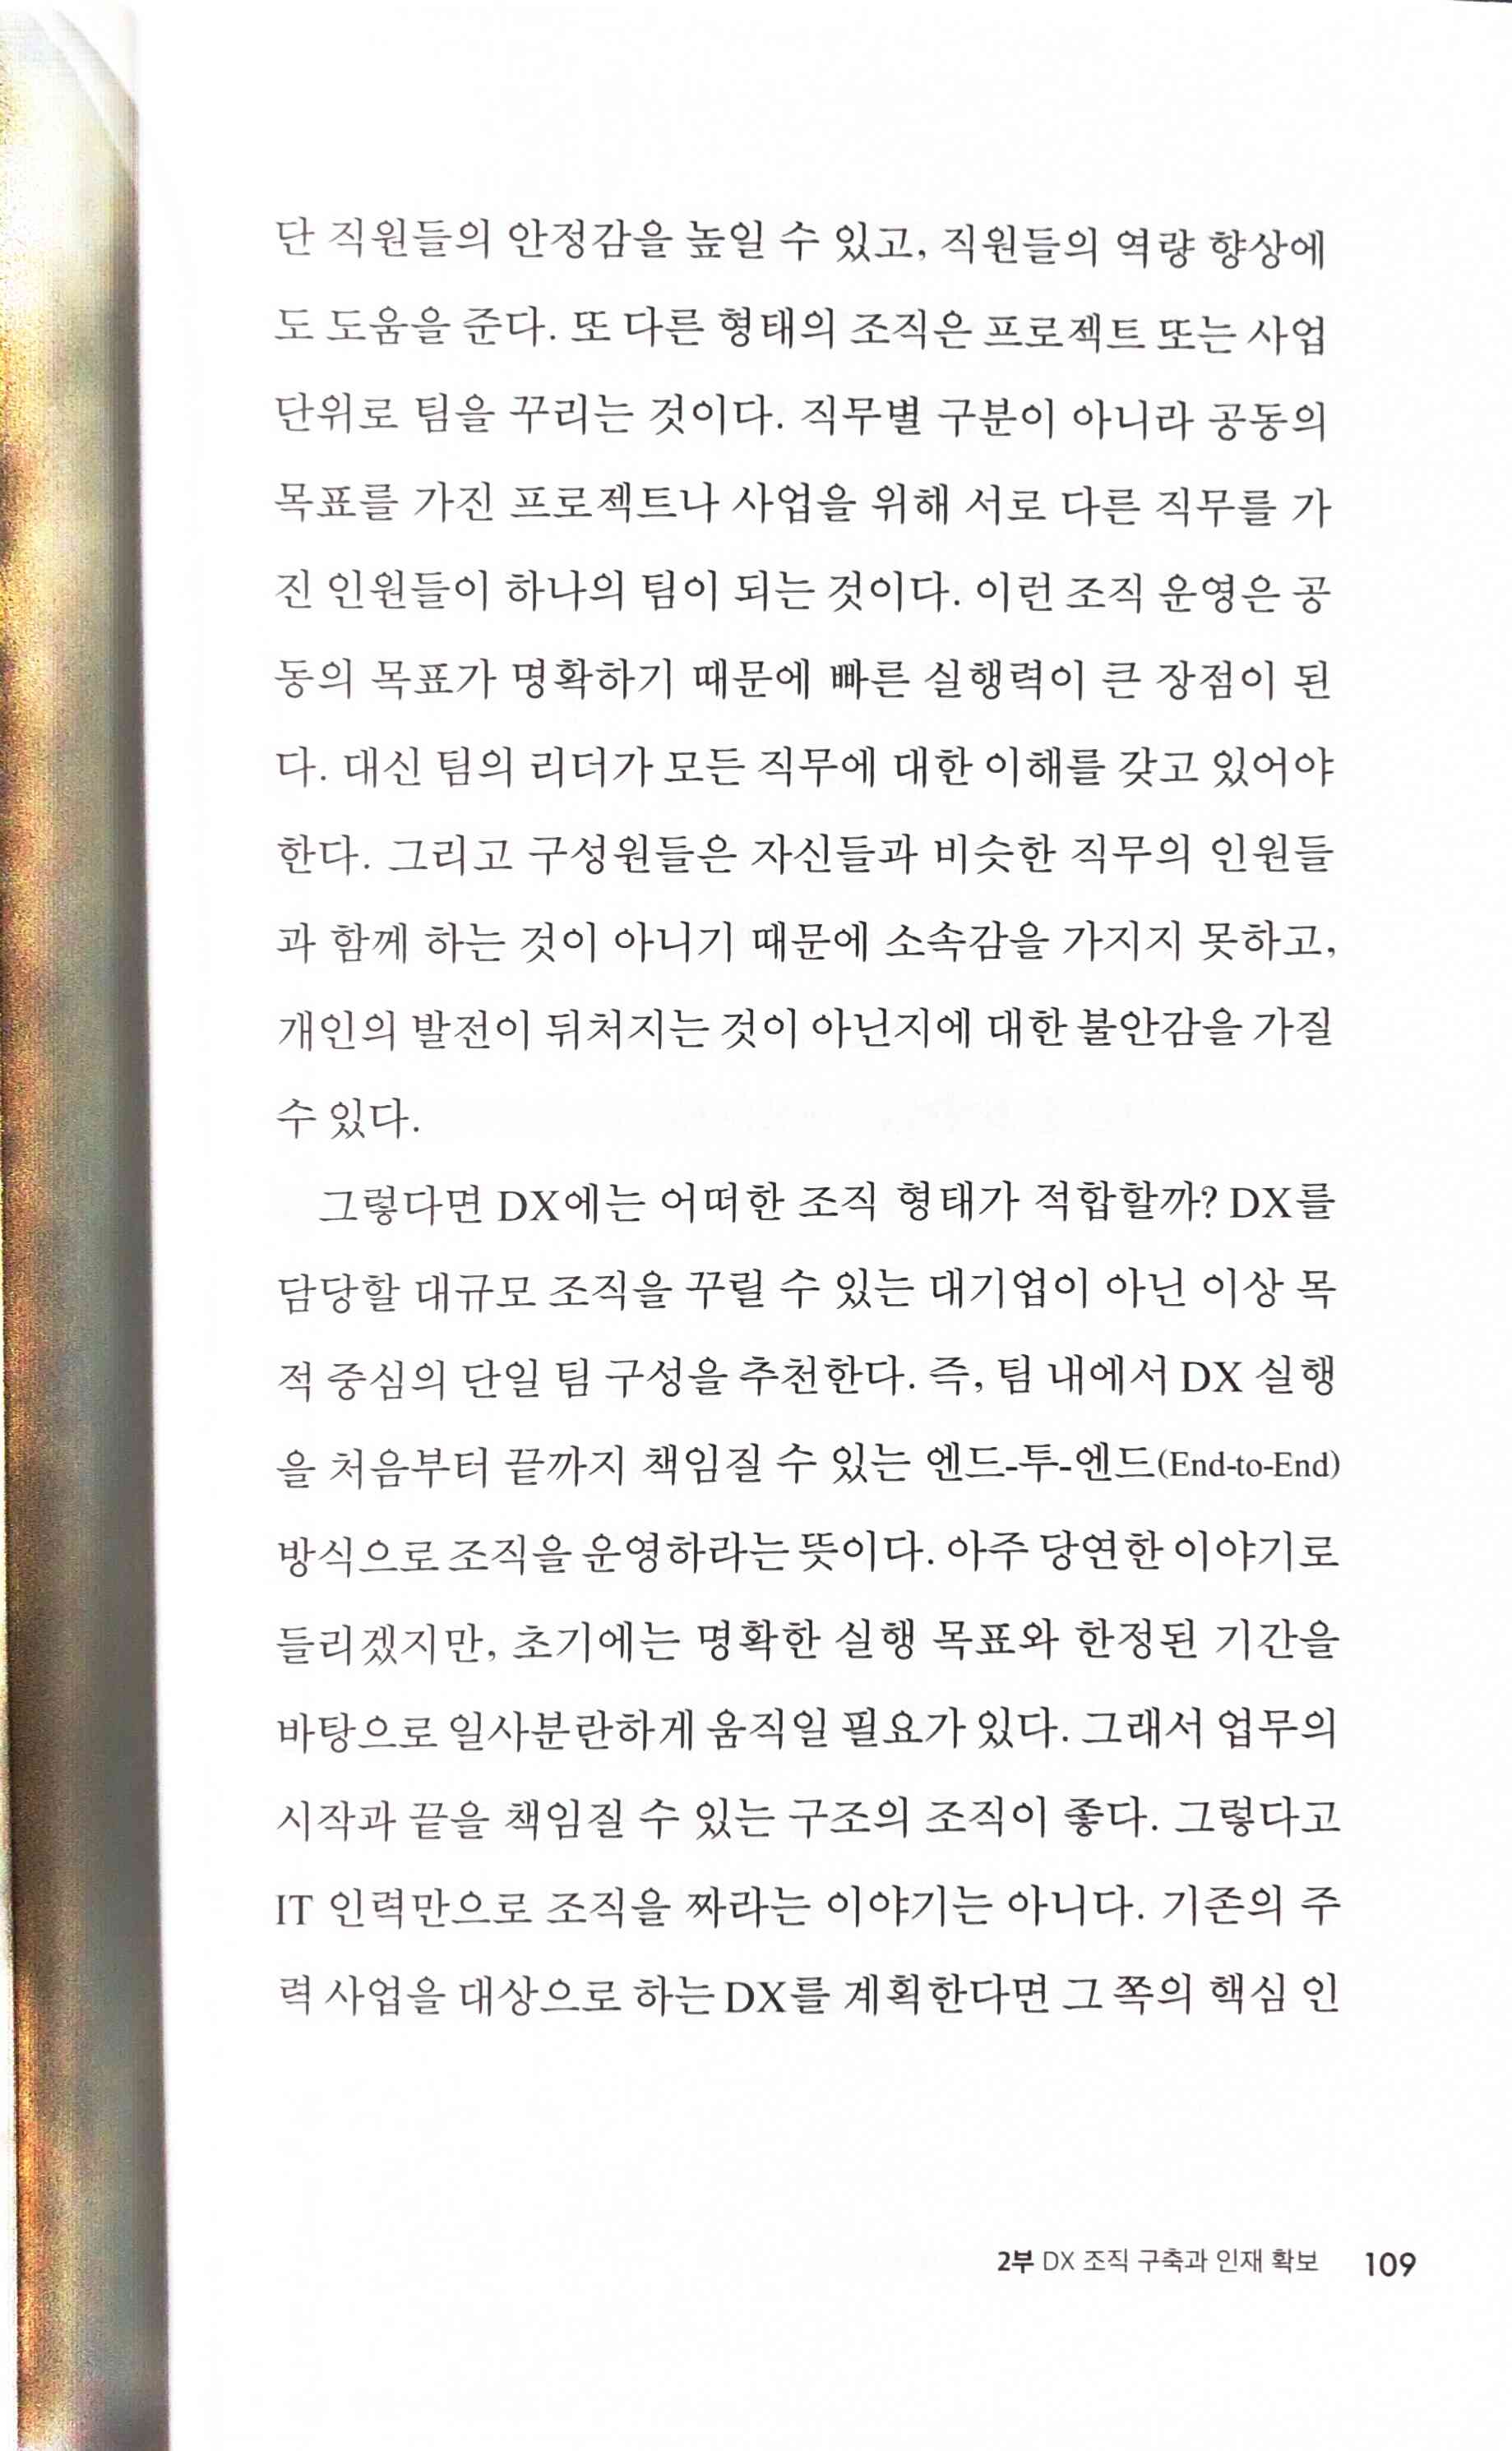 단 직원들의 안정감을 높일 수 있고, 직원들의 역량 향상에
도 도움을 준다. 또 다른 형태의 조직은 프로젝트 또는 사업
단위로 팀을 꾸리는 것이다. 직무별 구분이 아니라 공동의
목표를 가진 프로젝트나 사업을 위해 서로 다른 직무를 가
진 인원들이 하나의 팀이 되는 것이다. 이런 조직 운영은 공
동의 목표가 명확하기 때문에 빠른 실행력이 큰 장점이 된
다. 대신 팀의 리더가 모든 직무에 대한 이해를 갖고 있어야
한다. 그리고 구성원들은 자신들과 비슷한 직무의 인원들
과 함께 하는 것이 아니기 때문에 소속감을 가지지 못하고,
개인의 발전이 뒤처지는 것이 아닌지에 대한 불안감을 가질
수 있다.
그렇다면 DX에는 어떠한 조직 형태가 적합할까? DX를
담당할 대규모 조직을 꾸릴 수 있는 대기업이 아닌 이상 목
적 중심의 단일 팀 구성을 추천한다. 즉, 팀 내에서 DX 실행
을 처음부터 끝까지 책임질 수 있는 엔드-투-엔드(End-to-End)
방식으로 조직을 운영하라는 뜻이다. 아주 당연한 이야기로
들리겠지만, 초기에는 명확한 실행 목표와 한정된 기간을
바탕으로 일사분란하게 움직일 필요가 있다. 그래서 업무의
시작과 끝을 책임질 수 있는 구조의 조직이 좋다. 그렇다고
IT 인력만으로 조직을 짜라는 이야기는 아니다. 기존의 주
력 사업을 대상으로 하는 DX를 계획한다면 그 쪽의 핵심 인
2부 DX 조직 구축과 인재 확보 109